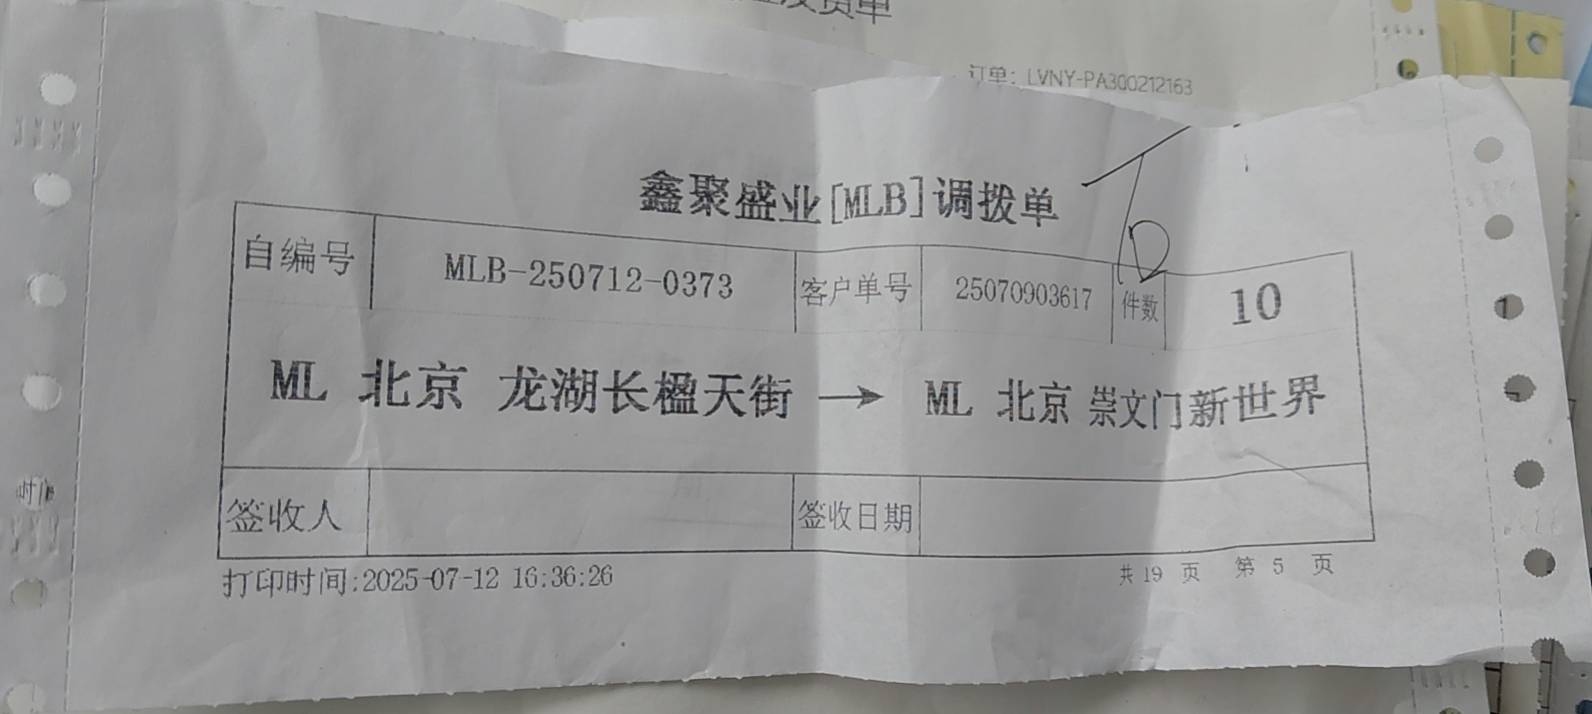 发货单
订单: LVNY-PA300212163
鑫聚盛业[MLB]调拨单
自编号 MLB-250712-0373 客户单号 25070903617 件数 10
ML 北京 龙湖长楹天街 → ML 北京 崇文门新世界
签收人 签收日期
打印时间:2025-07-12 16:36:26 共 19 页 第 5 页